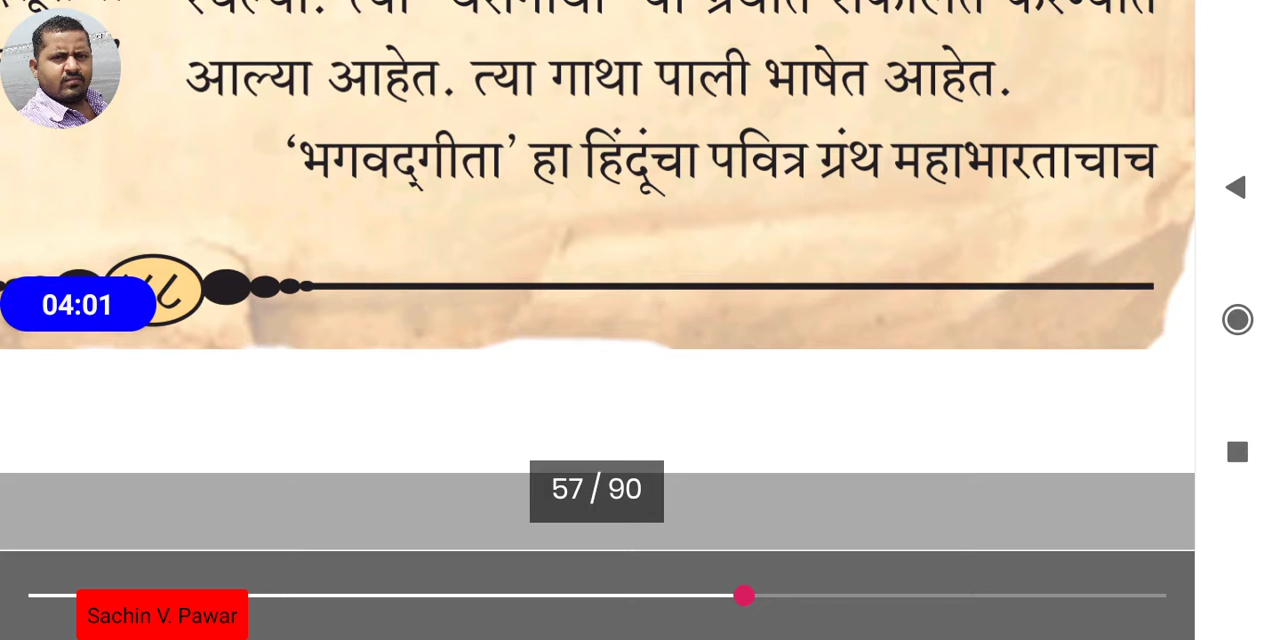 आल्या आहेत. त्या गाथा पाली भाषेत आहेत.
‘भगवद्‌गीता’ हा हिंदूंचा पवित्र ग्रंथ महाभारताचाच
04:01
57 / 90
Sachin V. Pawar